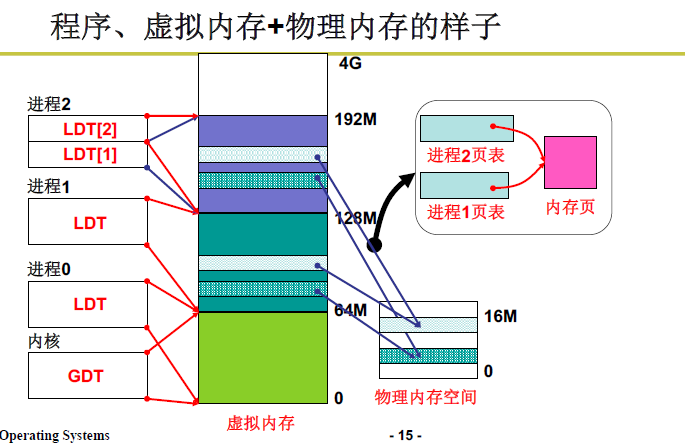 程序、虚拟内存+物理内存的样子
4G
进程2
LDT[2]
LDT[1]
192M
进程2页表
进程1页表
内存页
进程1
LDT
128M
进程0
LDT
64M
16M
内核
GDT
0
0
虚拟内存
物理内存空间
Operating Systems
- 15 -